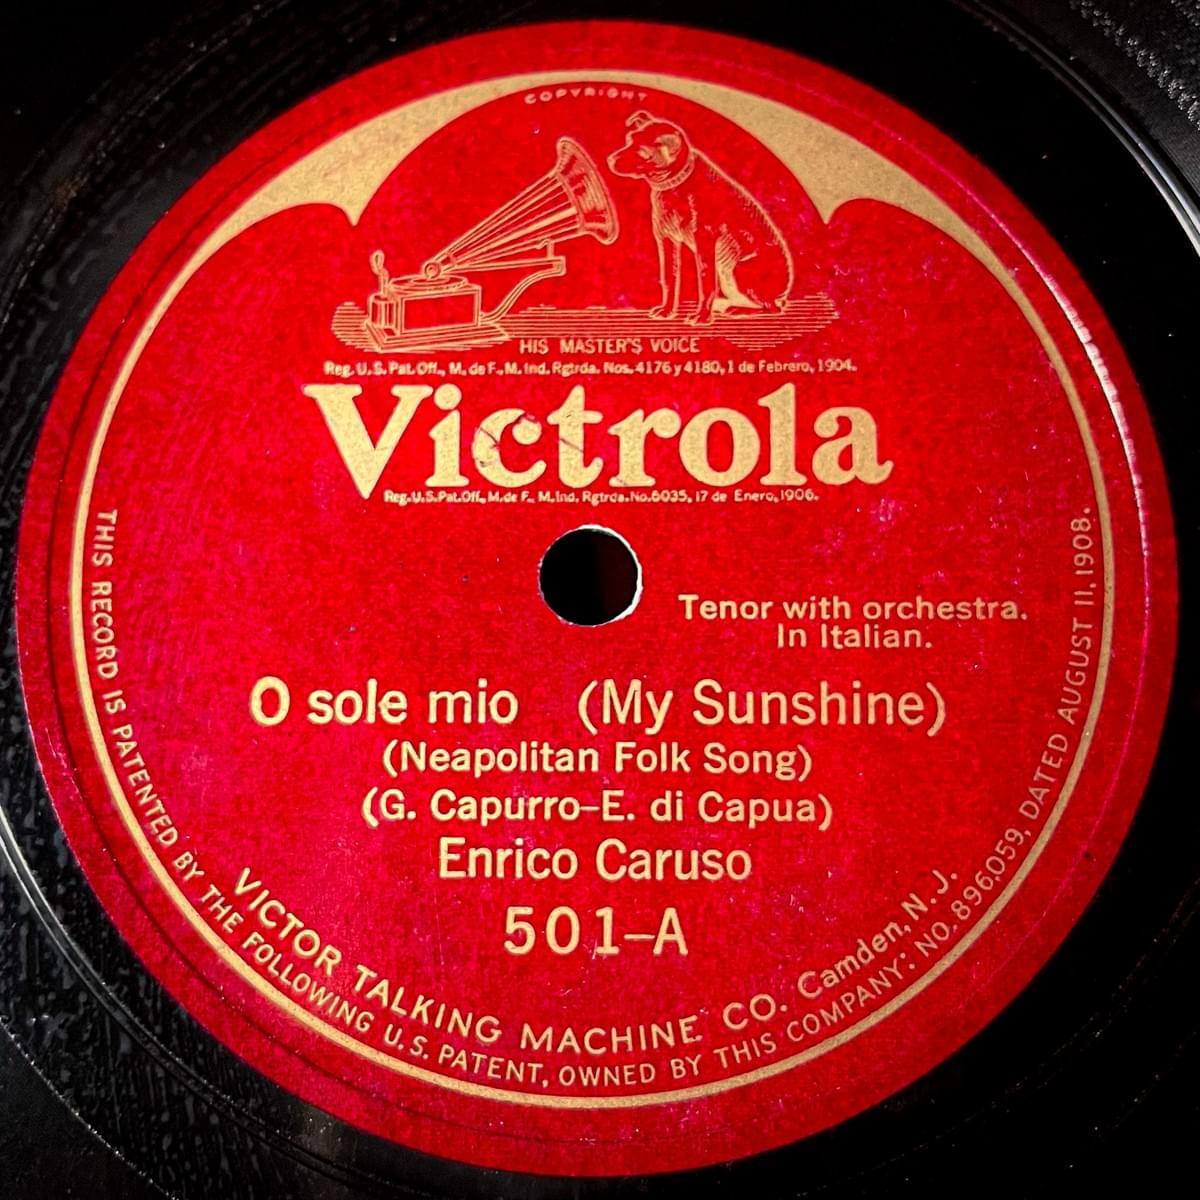 COPYRIGHT
HIS MASTER'S VOICE
Reg. U.S. Pat. Off., M. de F., M. Ind. Rgtrda. Nos. 4176 y 4180, 1 de Febrero, 1904.
Victrola
Reg. U.S. Pat. Off., M. de F., M. Ind. Rgtrda. No. 6035, 17 de Enero, 1906.
Tenor with orchestra.
In Italian.
O sole mio (My Sunshine)
(Neapolitan Folk Song)
(G. Capurro–E. di Capua)
Enrico Caruso
501–A
VICTOR TALKING MACHINE CO. Camden, N. J.
THIS RECORD IS PATENTED BY THE FOLLOWING U.S. PATENT, OWNED BY THIS COMPANY: NO. 896,059, DATED AUGUST 11, 1908.